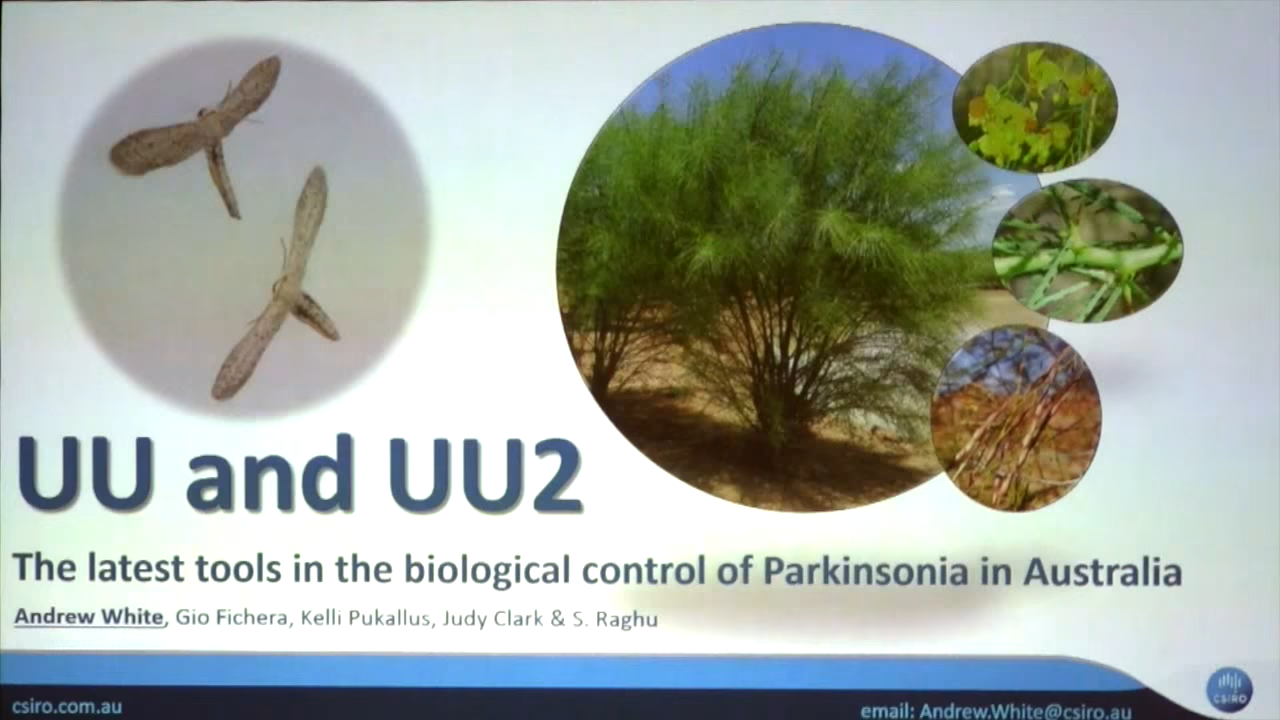 UU and UU2
The latest tools in the biological control of Parkinsonia in Australia
Andrew White, Gio Fichera, Kelli Pukallus, Judy Clark & S. Raghu
csiro.com.au
email: Andrew.White@csiro.au
CSIRO